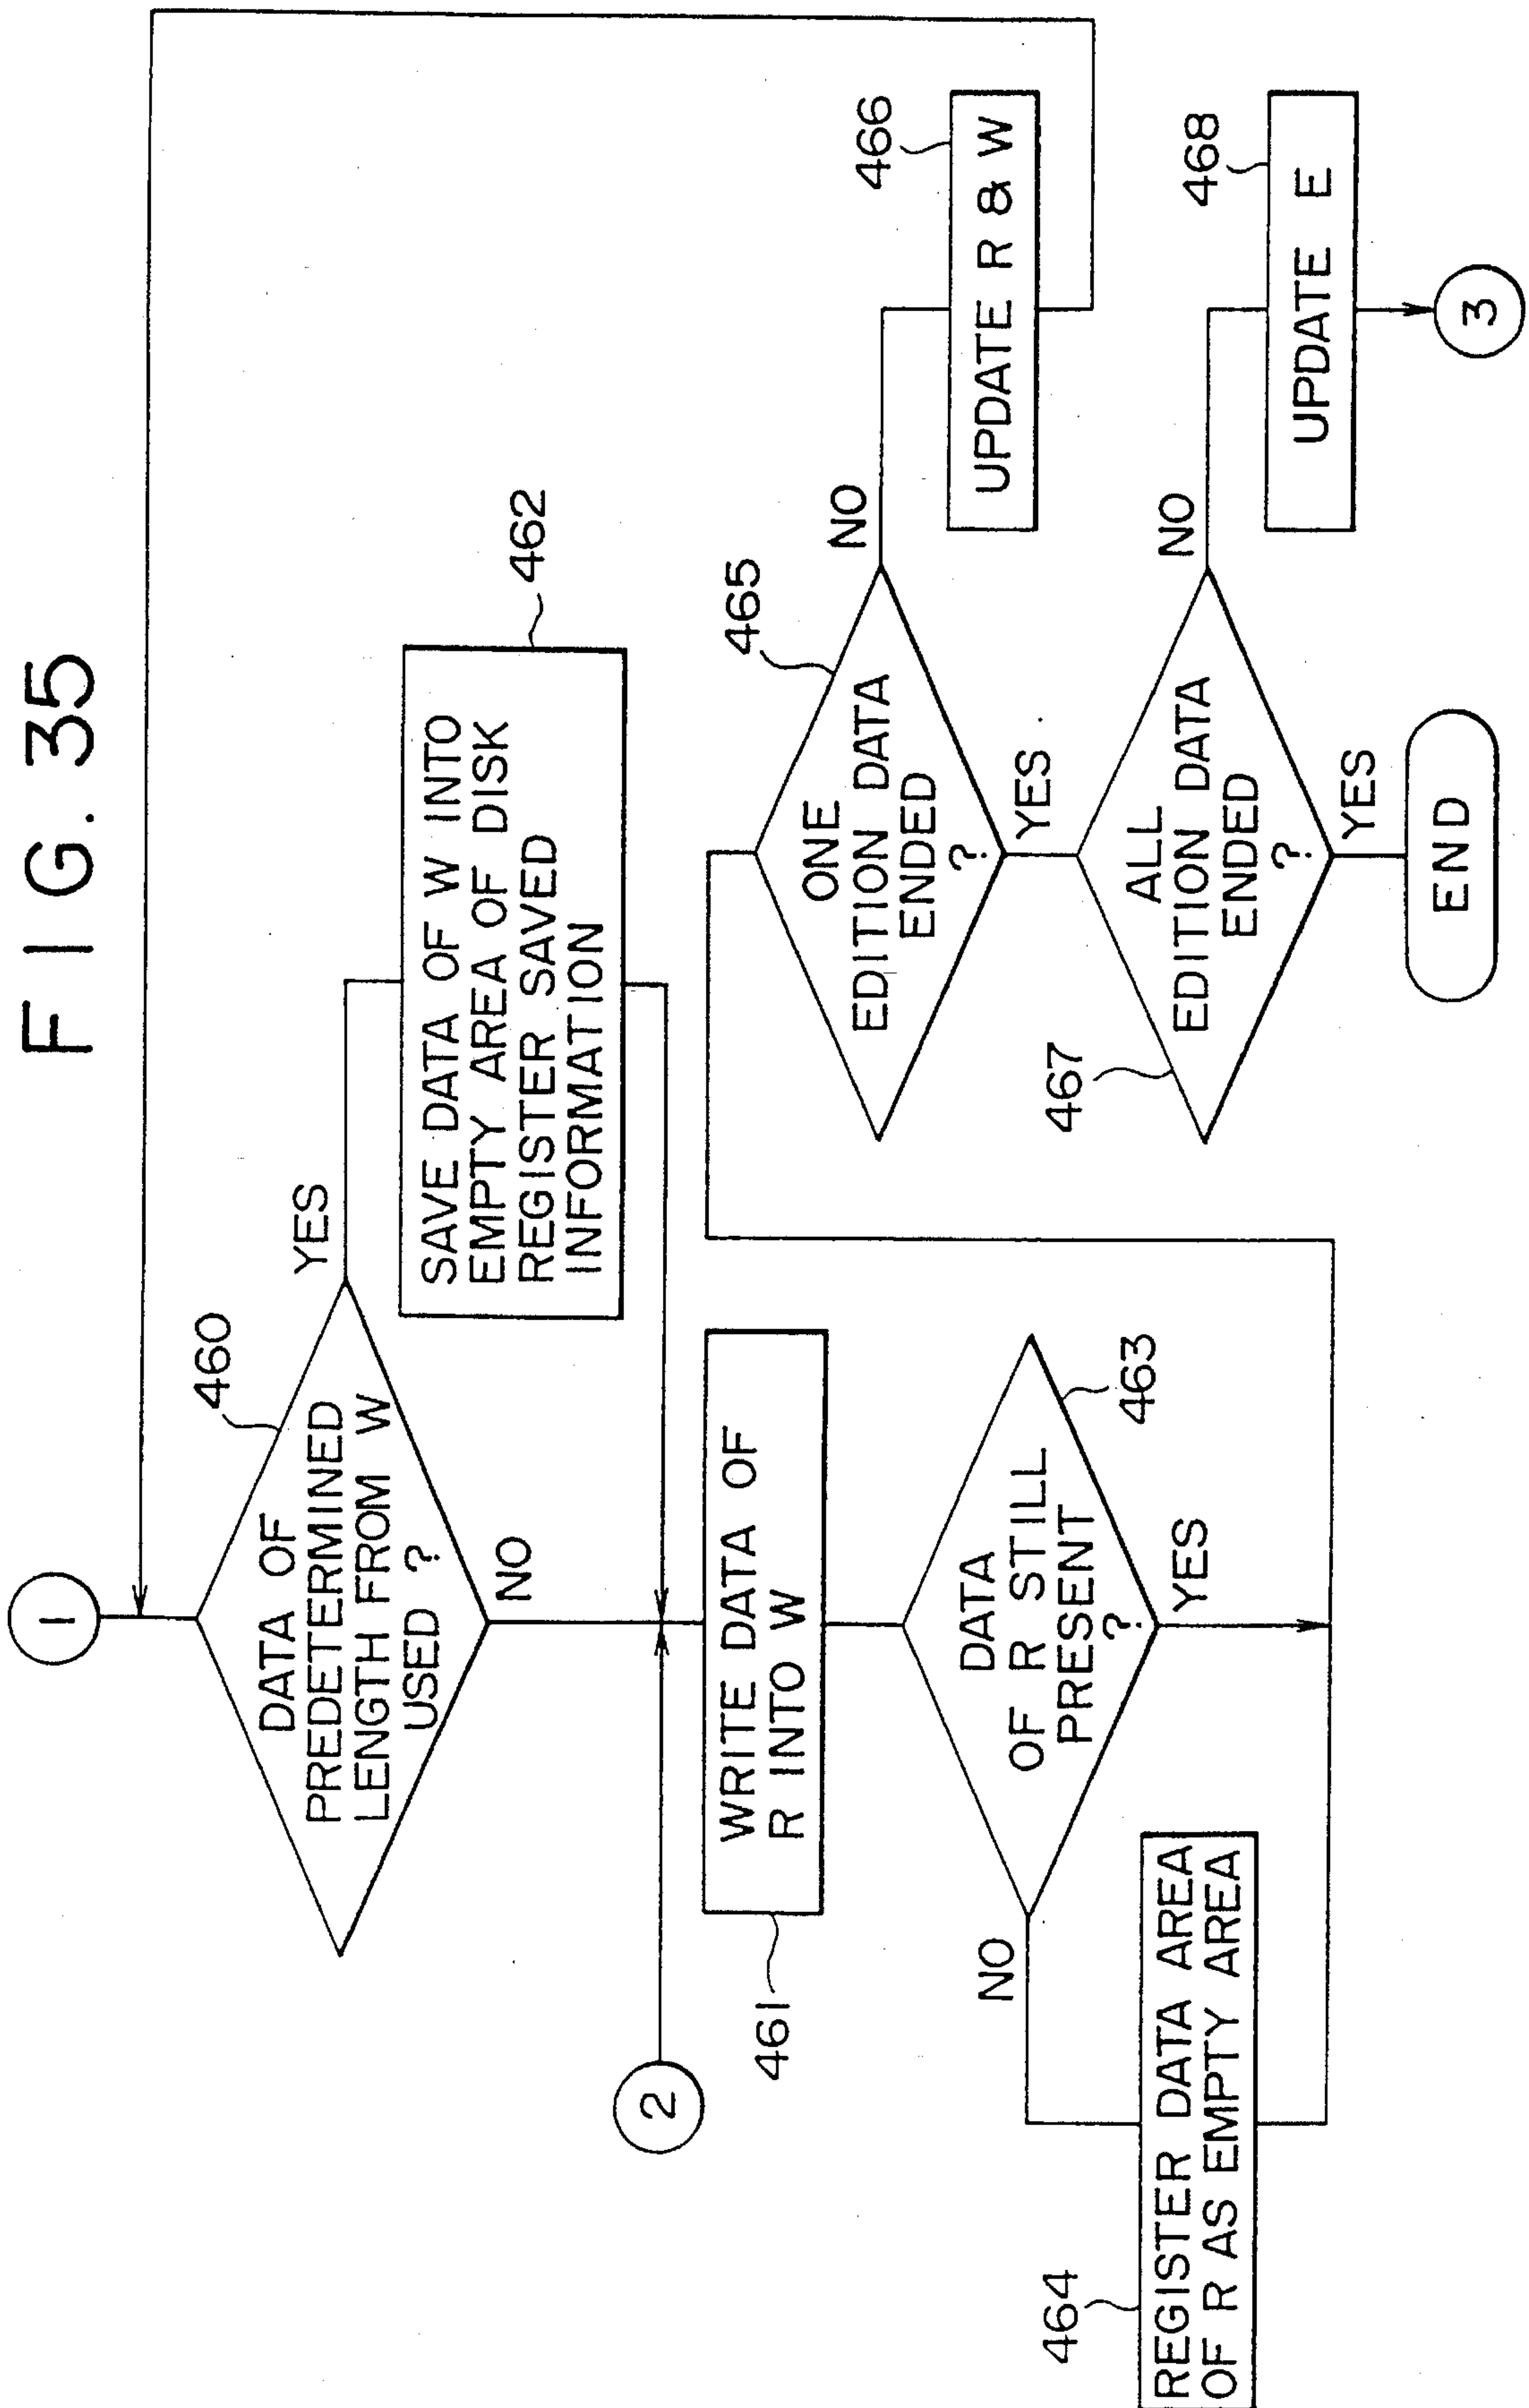 FIG. 35
1
460
DATA OF
PREDETERMINED
LENGTH FROM W
USED ?
YES
NO
462
SAVE DATA OF W INTO
EMPTY AREA OF DISK
REGISTER SAVED
INFORMATION
2
461
WRITE DATA OF
R INTO W
463
DATA
OF R STILL
PRESENT
?
NO
YES
464
REGISTER DATA AREA
OF R AS EMPTY AREA
465
ONE
EDITION DATA
ENDED
?
NO
YES
466
UPDATE R & W
467
ALL
EDITION DATA
ENDED
?
NO
YES
468
UPDATE E
3
END